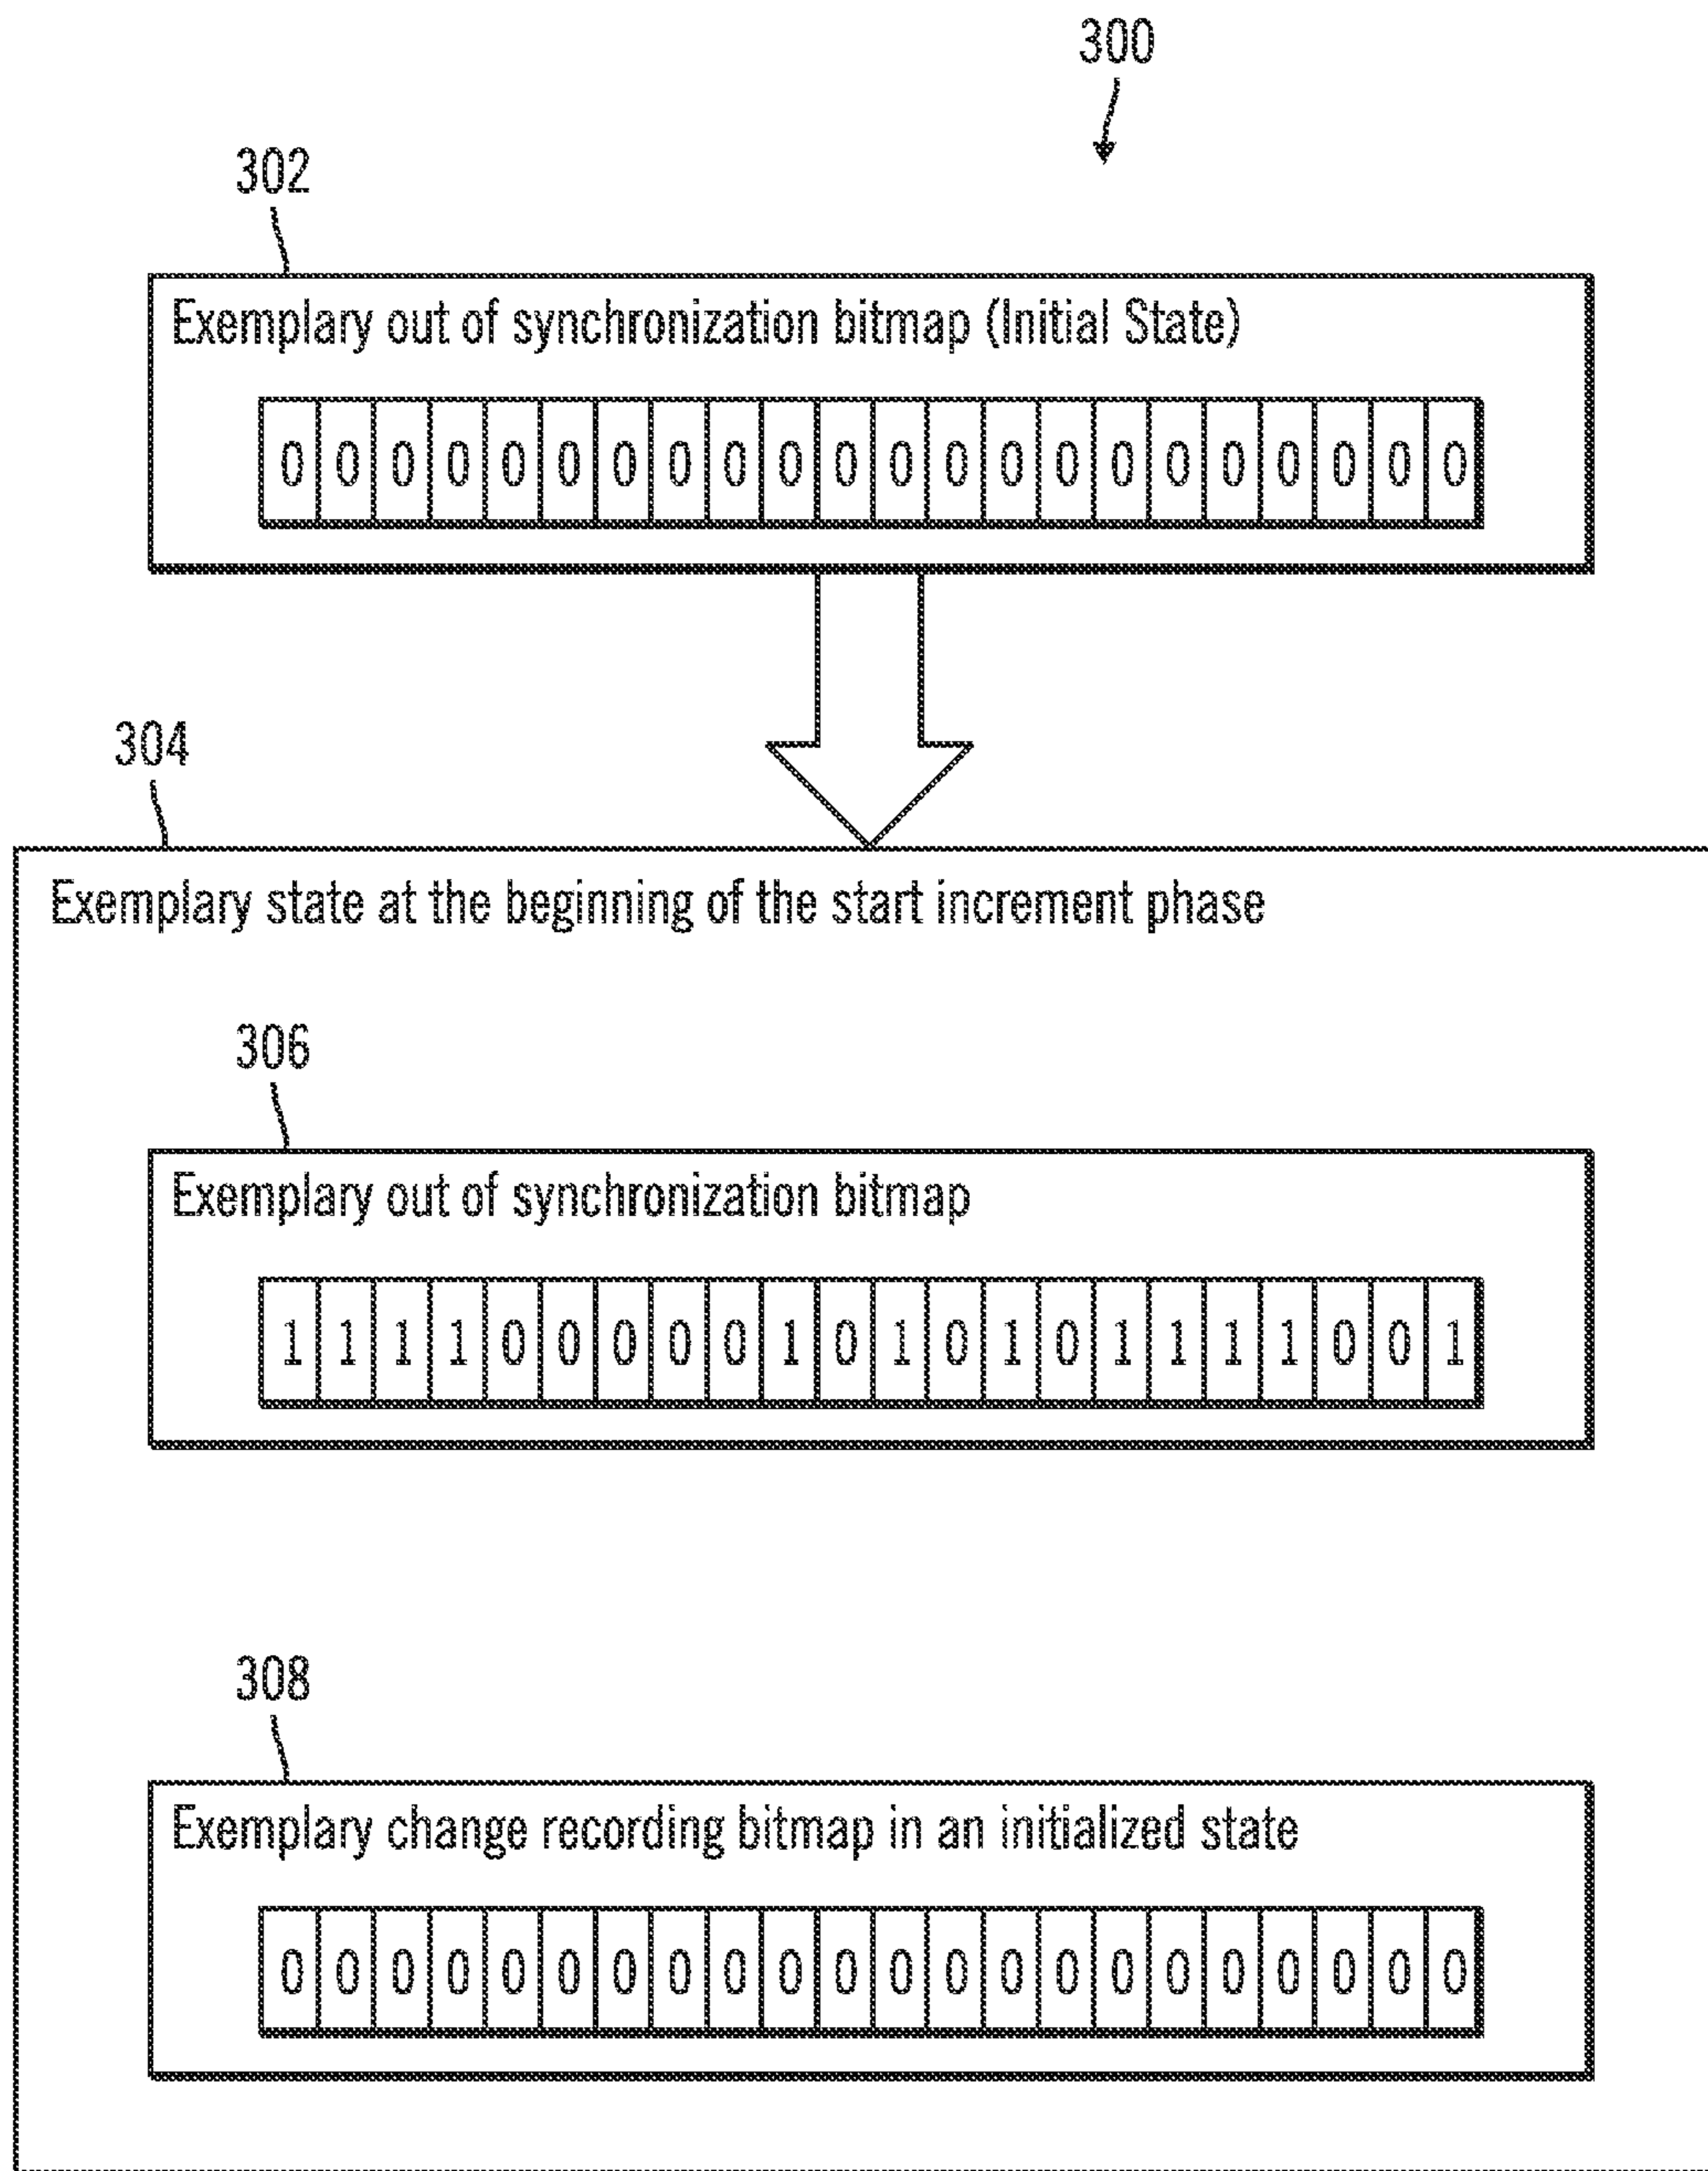 300
302
Exemplary out of synchronization bitmap (Initial State)
0 0 0 0 0 0 0 0 0 0 0 0 0 0 0 0 0 0 0 0 0 0
304
Exemplary state at the beginning of the start increment phase
306
Exemplary out of synchronization bitmap
1 1 1 1 0 0 0 0 0 1 0 1 0 1 0 1 1 1 1 0 0 1
308
Exemplary change recording bitmap in an initialized state
0 0 0 0 0 0 0 0 0 0 0 0 0 0 0 0 0 0 0 0 0 0